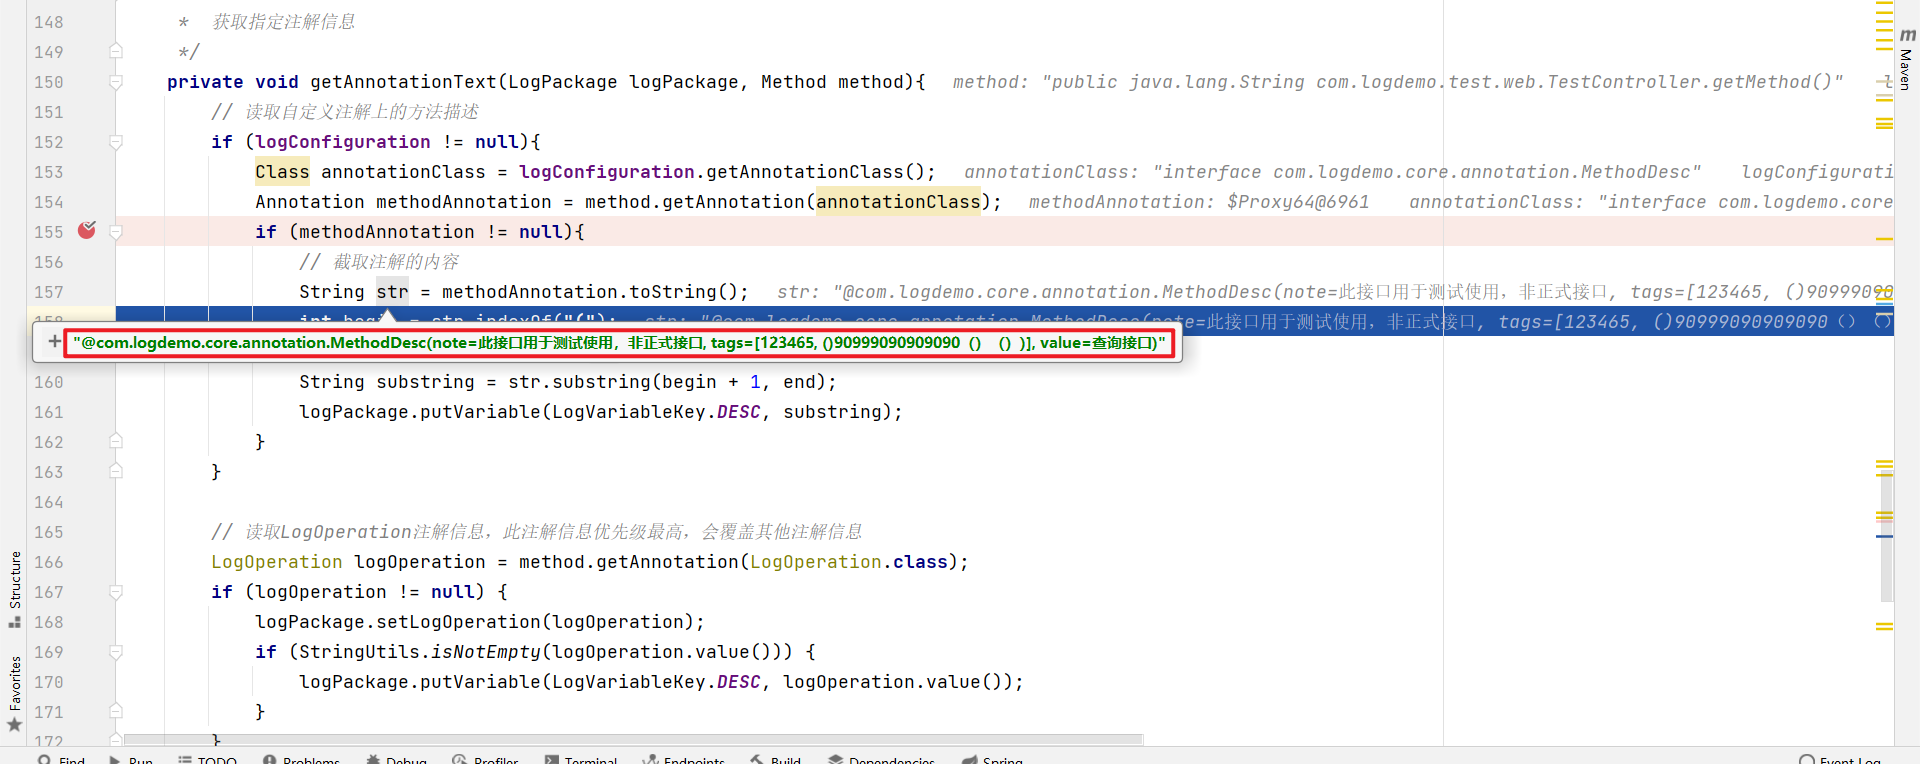 148 * 获取指定注解信息
149 */
150 private void getAnnotationText(LogPackage logPackage, Method method){ method: "public java.lang.String com.logdemo.test.web.TestController.getMethod()"
151 // 读取自定义注解上的方法描述
152 if (logConfiguration != null){
153 Class annotationClass = logConfiguration.getAnnotationClass(); annotationClass: "interface com.logdemo.core.annotation.MethodDesc" logConfigurati
154 Annotation methodAnnotation = method.getAnnotation(annotationClass); methodAnnotation: $Proxy64@6961 annotationClass: "interface com.logdemo.core
155 if (methodAnnotation != null){
156 // 截取注解的内容
157 String str = methodAnnotation.toString(); str: "@com.logdemo.core.annotation.MethodDesc(note=此接口用于测试使用，非正式接口, tags=[123465, ()9099909
int begin = str.indexOf("("); str: "@com.logdemo.core.annotation.MethodDesc(note=此接口用于测试使用，非正式接口, tags=[123465, ()90999090909090（）（）
+ "@com.logdemo.core.annotation.MethodDesc(note=此接口用于测试使用，非正式接口, tags=[123465, ()90999090909090（）（）)], value=查询接口)"
160 String substring = str.substring(begin + 1, end);
161 logPackage.putVariable(LogVariableKey.DESC, substring);
162 }
163 }
164
165 // 读取LogOperation注解信息，此注解信息优先级最高，会覆盖其他注解信息
166 LogOperation logOperation = method.getAnnotation(LogOperation.class);
167 if (logOperation != null) {
168 logPackage.setLogOperation(logOperation);
169 if (StringUtils.isNotEmpty(logOperation.value())) {
170 logPackage.putVariable(LogVariableKey.DESC, logOperation.value());
171 }
172 }
Structure
Favorites
m Maven
Find Run TODO Problems Debug Profiler Terminal Endpoints Build Dependencies Spring Event Log